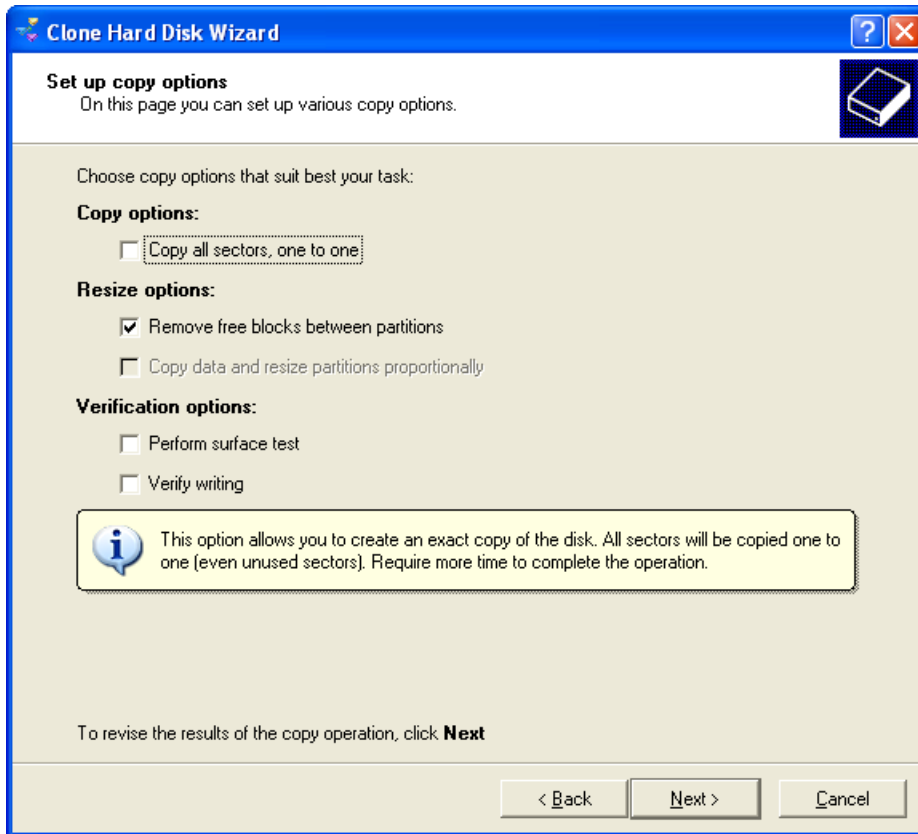 Clone Hard Disk Wizard
Set up copy options
On this page you can set up various copy options.
Choose copy options that suit best your task:
Copy options:
Copy all sectors, one to one
Resize options:
Remove free blocks between partitions
Copy data and resize partitions proportionally
Verification options:
Perform surface test
Verify writing
This option allows you to create an exact copy of the disk. All sectors will be copied one to
one (even unused sectors). Require more time to complete the operation.
To revise the results of the copy operation, click Next
< Back Next > Cancel